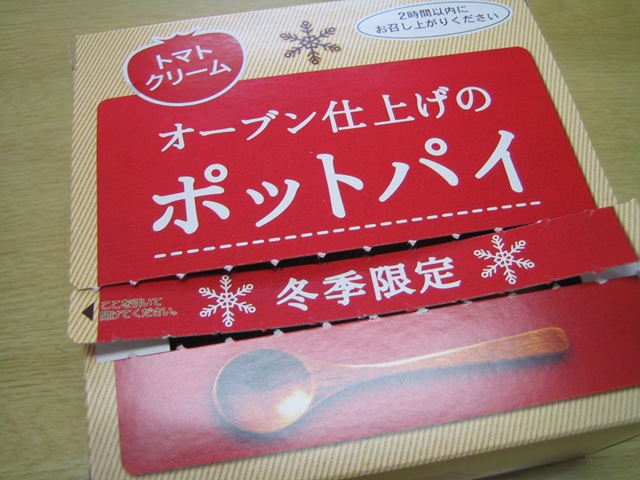 2時間以内に
お召し上がりください
トマト
クリーム
オーブン仕上げの
ポットパイ
冬季限定
ここを引いて
開けてください。